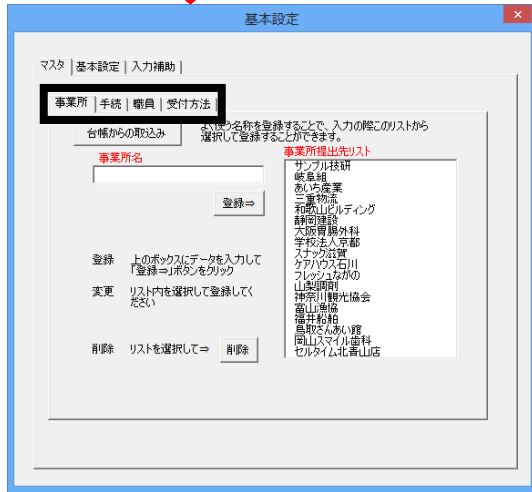 基本設定
×
マスタ 基本設定 入力補助
事業所 手続 職員 受付方法
台帳からの取込み
よく使う名称を登録することで、入力の際このリストから
選択して登録することができます。
事業所名
登録⇒
登録 上のボックスにデータを入力して
「登録⇒」ボタンをクリック
変更 リスト内を選択して登録してく
ださい
削除 リストを選択して⇒ 削除
事業所提出先リスト
サンプル技研
岐阜組
あいち産業
三重物流
和歌山ビルディング
静岡建設
大阪胃腸外科
学校法人京都
スナック滋賀
ケアハウス石川
フレッシュながの
山梨調剤
神奈川観光協会
富山漁協
福井船舶
鳥取さんあい館
岡山スマイル歯科
セルタイム北青山店